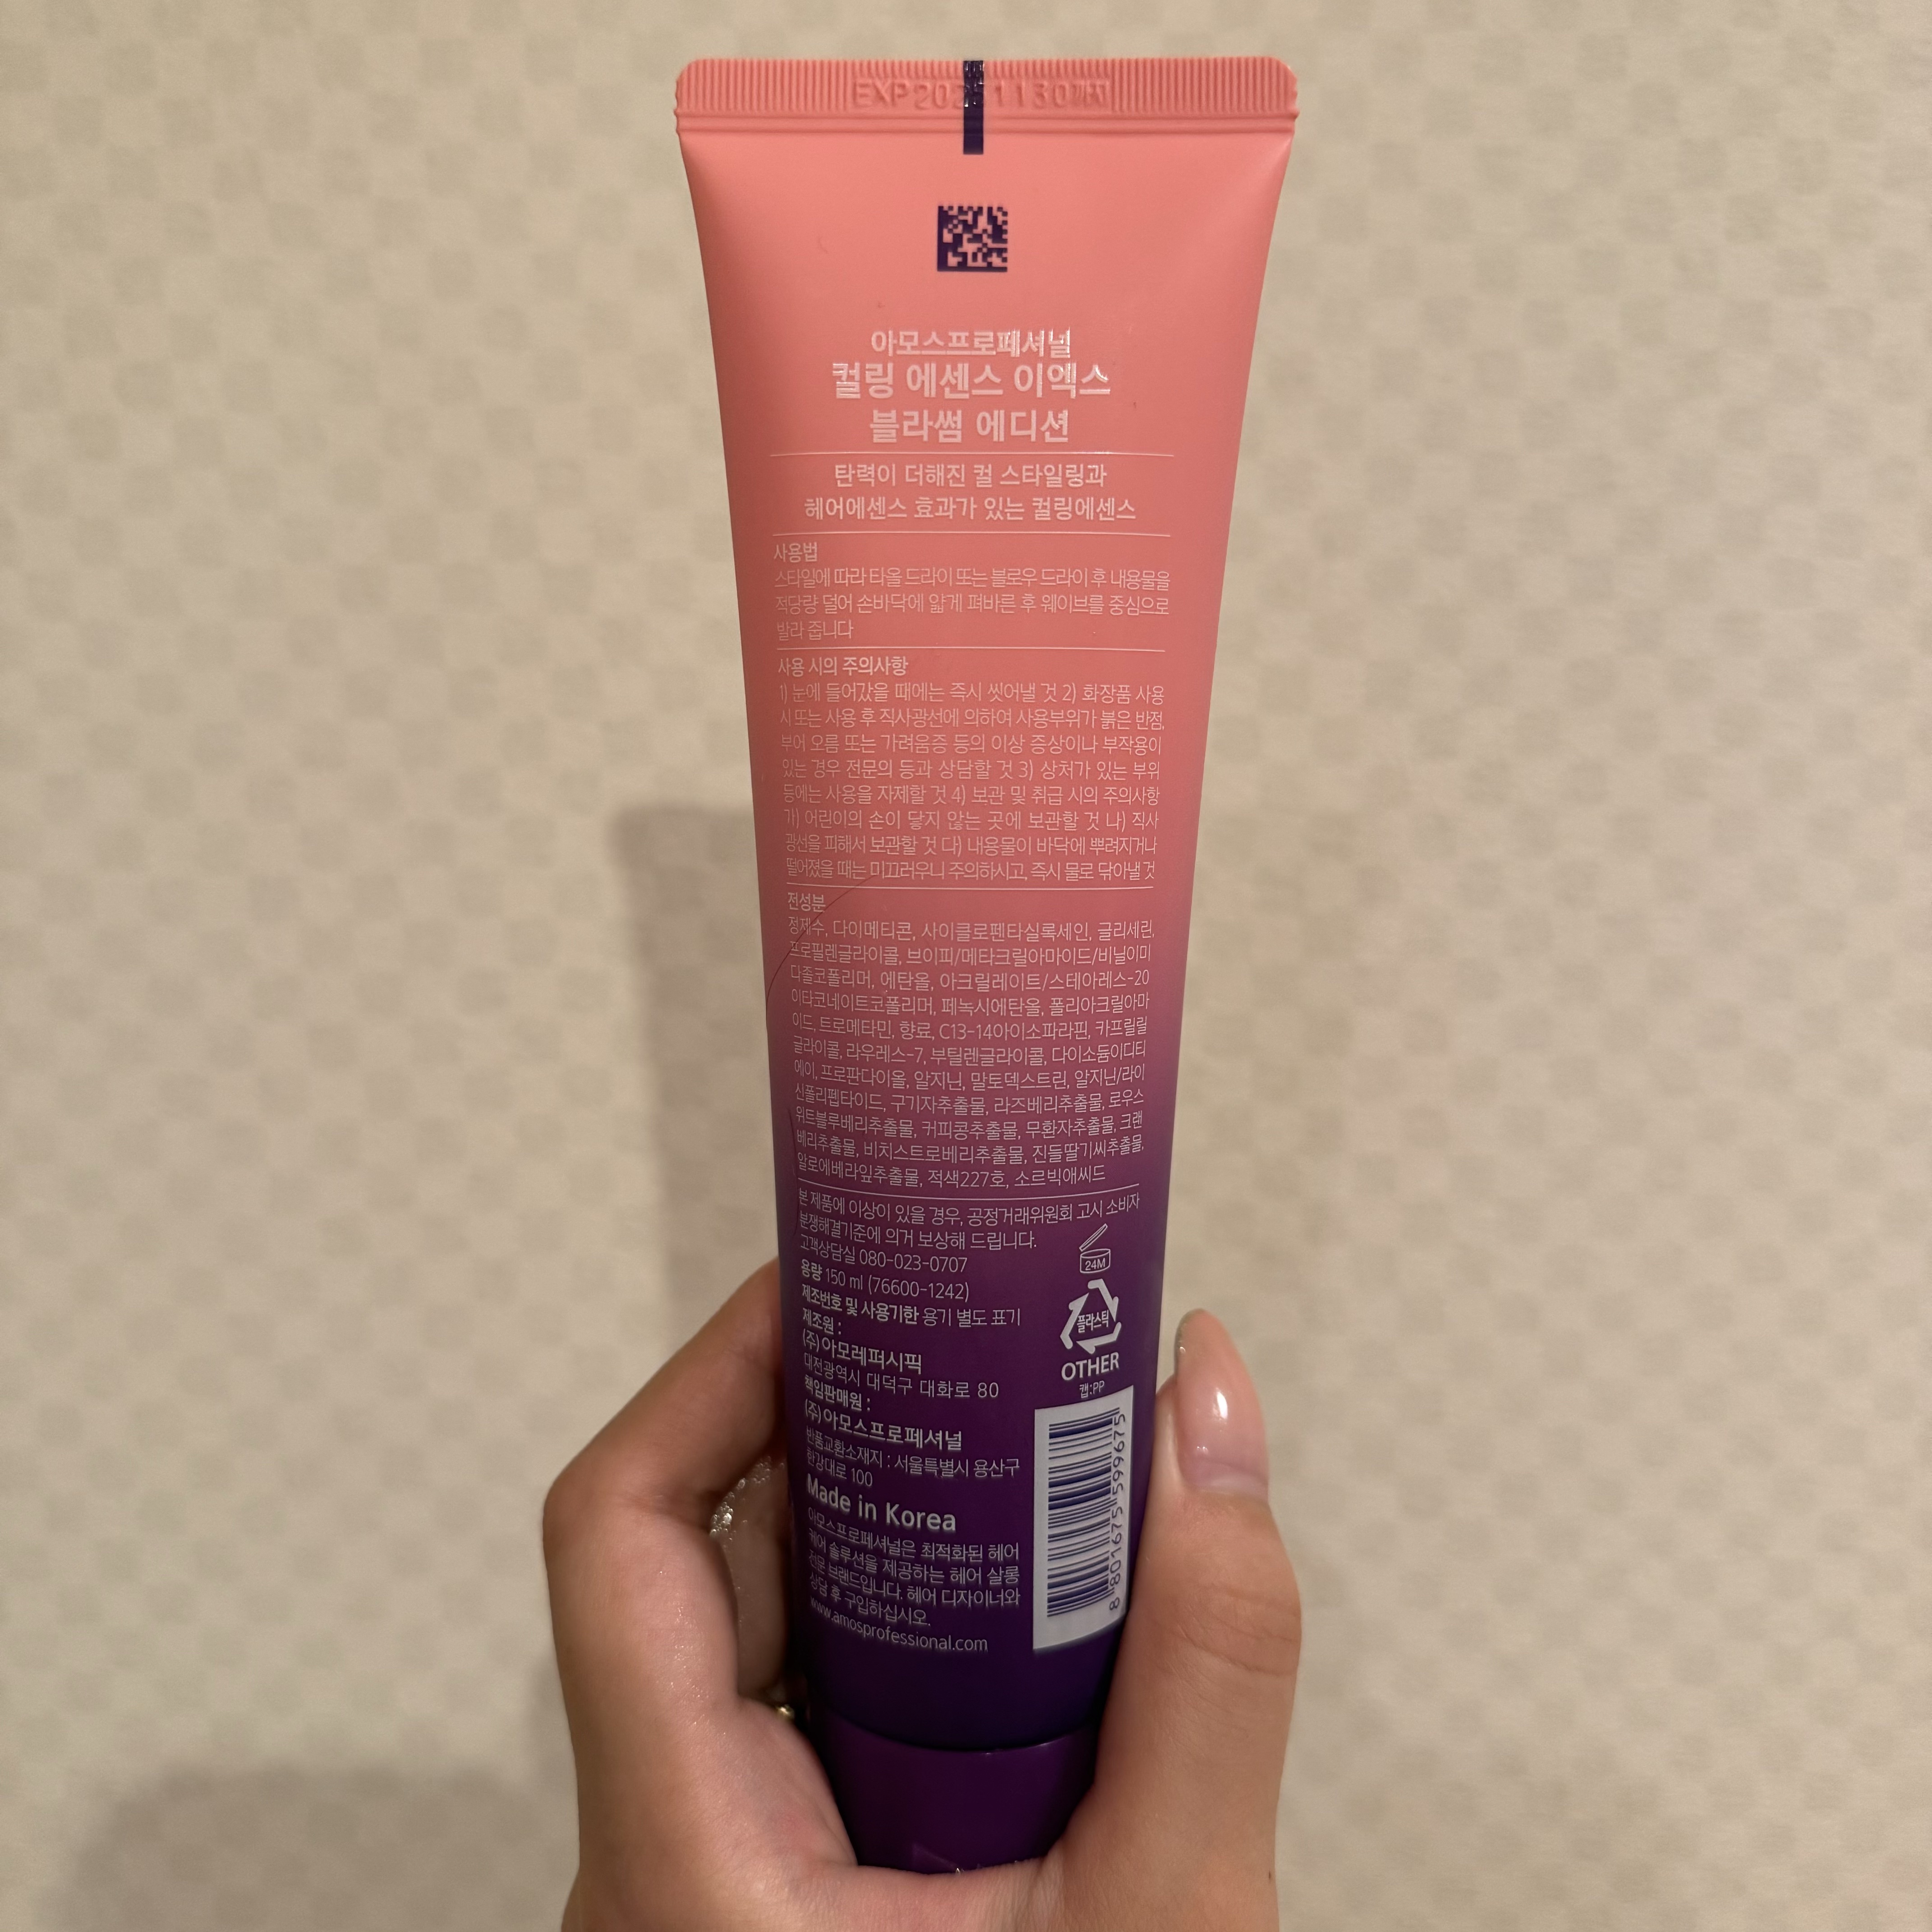 아모스프로페셔널
컬링 에센스 이엑스
블라썸 에디션
탄력이 더해진 컬 스타일링과
헤어에센스 효과가 있는 컬링에센스
사용법
스타일에 따라 타올 드라이 또는 블로우 드라이 후 내용물을
적당량 덜어 손바닥에 얇게 펴바른 후 웨이브를 중심으로
발라 줍니다
사용 시의 주의사항
1) 눈에 들어갔을 때에는 즉시 씻어낼 것 2) 화장품 사용
시 또는 사용 후 직사광선에 의하여 사용부위가 붉은 반점,
부어 오름 또는 가려움증 등의 이상 증상이나 부작용이
있는 경우 전문의 등과 상담할 것 3) 상처가 있는 부위
등에는 사용을 자제할 것 4) 보관 및 취급 시의 주의사항
가) 어린이의 손이 닿지 않는 곳에 보관할 것 나) 직사
광선을 피해서 보관할 것 다) 내용물이 바닥에 뿌려지거나
떨어졌을 때는 미끄러우니 주의하시고, 즉시 물로 닦아낼 것
전성분
정제수, 다이메티콘, 사이클로펜타실록세인, 글리세린,
프로필렌글라이콜, 브이피/메타크릴아마이드/비닐이미
다졸코폴리머, 에탄올, 아크릴레이트/스테아레스-20
이타코네이트코폴리머, 페녹시에탄올, 폴리아크릴아마
이드, 트로메타민, 향료, C13-14아이소파라핀, 카프릴릴
글라이콜, 라우레스-7, 부틸렌글라이콜, 다이소듐이디티
에이, 프로판다이올, 알지닌, 말토덱스트린, 알지닌/라이
신폴리펩타이드, 구기자추출물, 라즈베리추출물, 로우스
위트블루베리추출물, 커피콩추출물, 무환자추출물, 크랜
베리추출물, 비치스트로베리추출물, 진들딸기씨추출물,
알로에베라잎추출물, 적색227호, 소르빅애씨드
본 제품에 이상이 있을 경우, 공정거래위원회 고시 소비자
분쟁해결기준에 의거 보상해 드립니다.
고객상담실 080-023-0707
용량 150 ml (76600-1242)
제조번호 및 사용기한 용기 별도 표기
제조원 :
(주)아모레퍼시픽
대전광역시 대덕구 대화로 80
책임판매원 :
(주)아모스프로페셔널
반품교환소재지 : 서울특별시 용산구
한강대로 100
Made in Korea
아모스프로페셔널은 최적화된 헤어
케어 솔루션을 제공하는 헤어 살롱
전문 브랜드입니다. 헤어 디자이너와
상담 후 구입하십시오.
www.amosprofessional.com
24M
플라스틱
OTHER
캡:PP
8 801675 599675